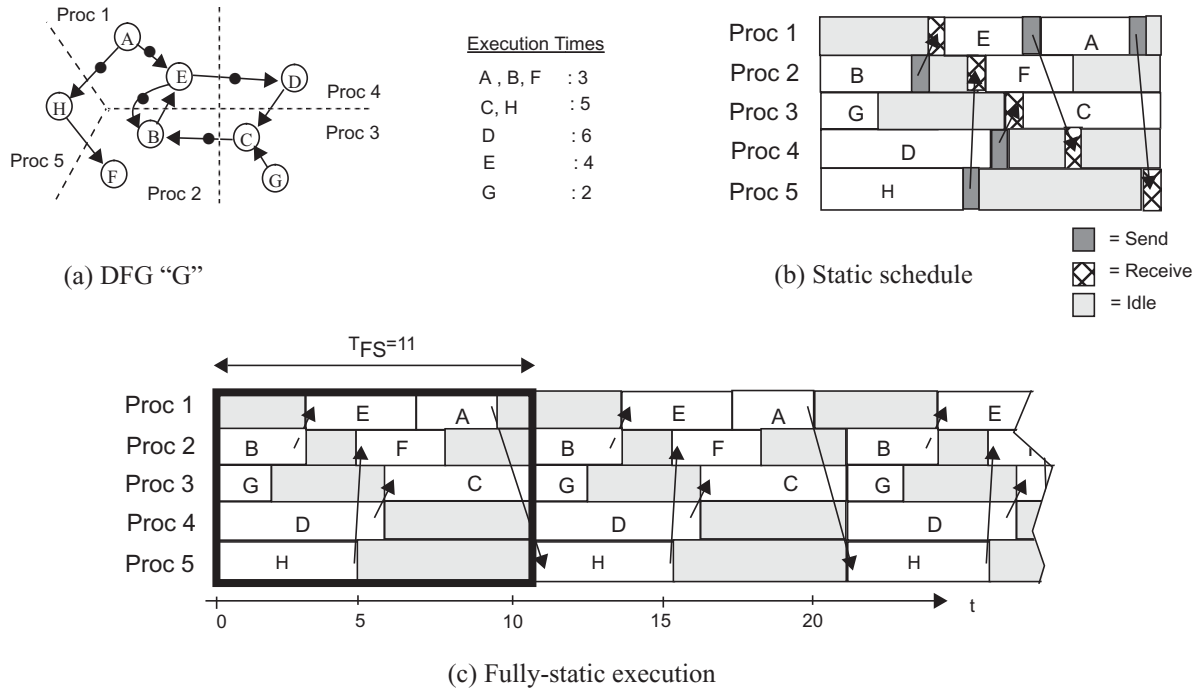 Proc 1
A
E
D
H
Proc 4
Proc 3
B
C
Proc 5
F
G
Proc 2
Execution Times
A , B, F : 3
C, H : 5
D : 6
E : 4
G : 2
(a) DFG “G”
Proc 1 E A
Proc 2 B F
Proc 3 G C
Proc 4 D
Proc 5 H
= Send
= Receive
= Idle
(b) Static schedule
TFS=11
Proc 1 E A E A E
Proc 2 B F B F B
Proc 3 G C G C G
Proc 4 D D D
Proc 5 H H H
0 5 10 15 20 t
(c) Fully-static execution